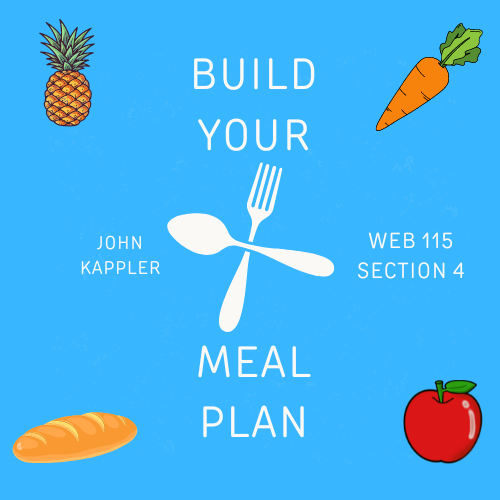 BUILD
YOUR
JOHN
KAPPLER
WEB 115
SECTION 4
MEAL
PLAN